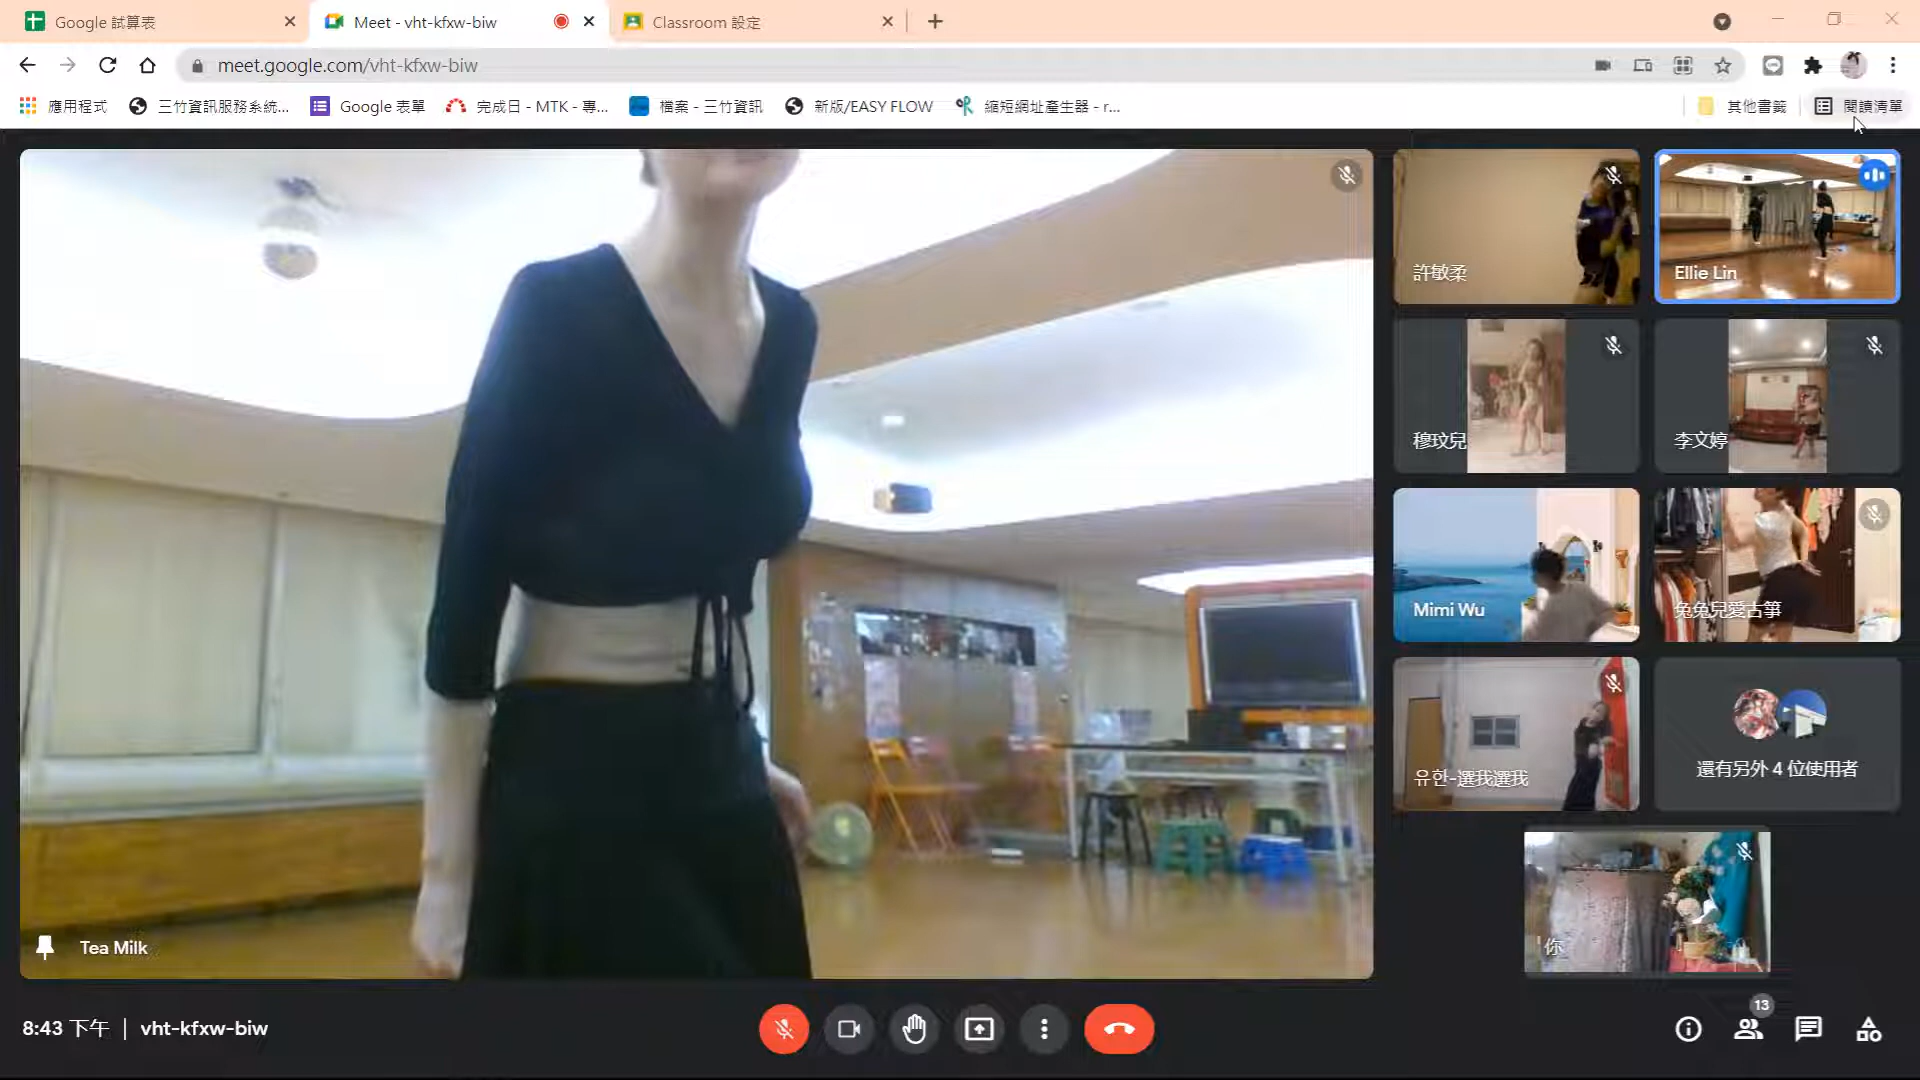 Google 試算表
Meet - vht-kfxw-biw
Classroom 設定
meet.google.com/vht-kfxw-biw
應用程式
三竹資訊服務系統...
Google 表單
完成日 - MTK - 專...
檔案 - 三竹資訊
新版/EASY FLOW
縮短網址產生器 - r...
其他書籤
閱讀清單
許敏柔
Ellie Lin
穆玟兒
李文婷
Mimi Wu
兔兔兒愛古箏
유한-選我選我
還有另外 4 位使用者
你
Tea Milk
8:43 下午 | vht-kfxw-biw
13